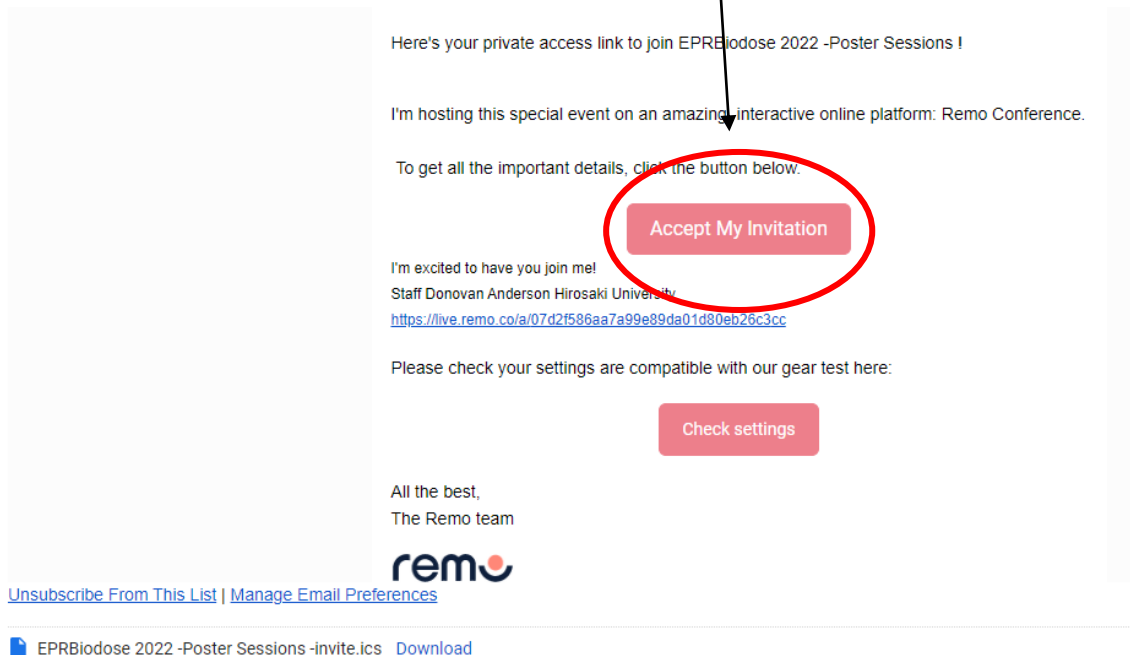 Here's your private access link to join EPRBiodose 2022 -Poster Sessions !
I'm hosting this special event on an amazing, interactive online platform: Remo Conference.
To get all the important details, click the button below.
Accept My Invitation
I'm excited to have you join me!
Staff Donovan Anderson Hirosaki University
https://live.remo.co/a/07d2f586aa7a99e89da01d80eb26c3cc
Please check your settings are compatible with our gear test here:
Check settings
All the best,
The Remo team
remo
Unsubscribe From This List | Manage Email Preferences
EPRBiodose 2022 -Poster Sessions -invite.ics Download